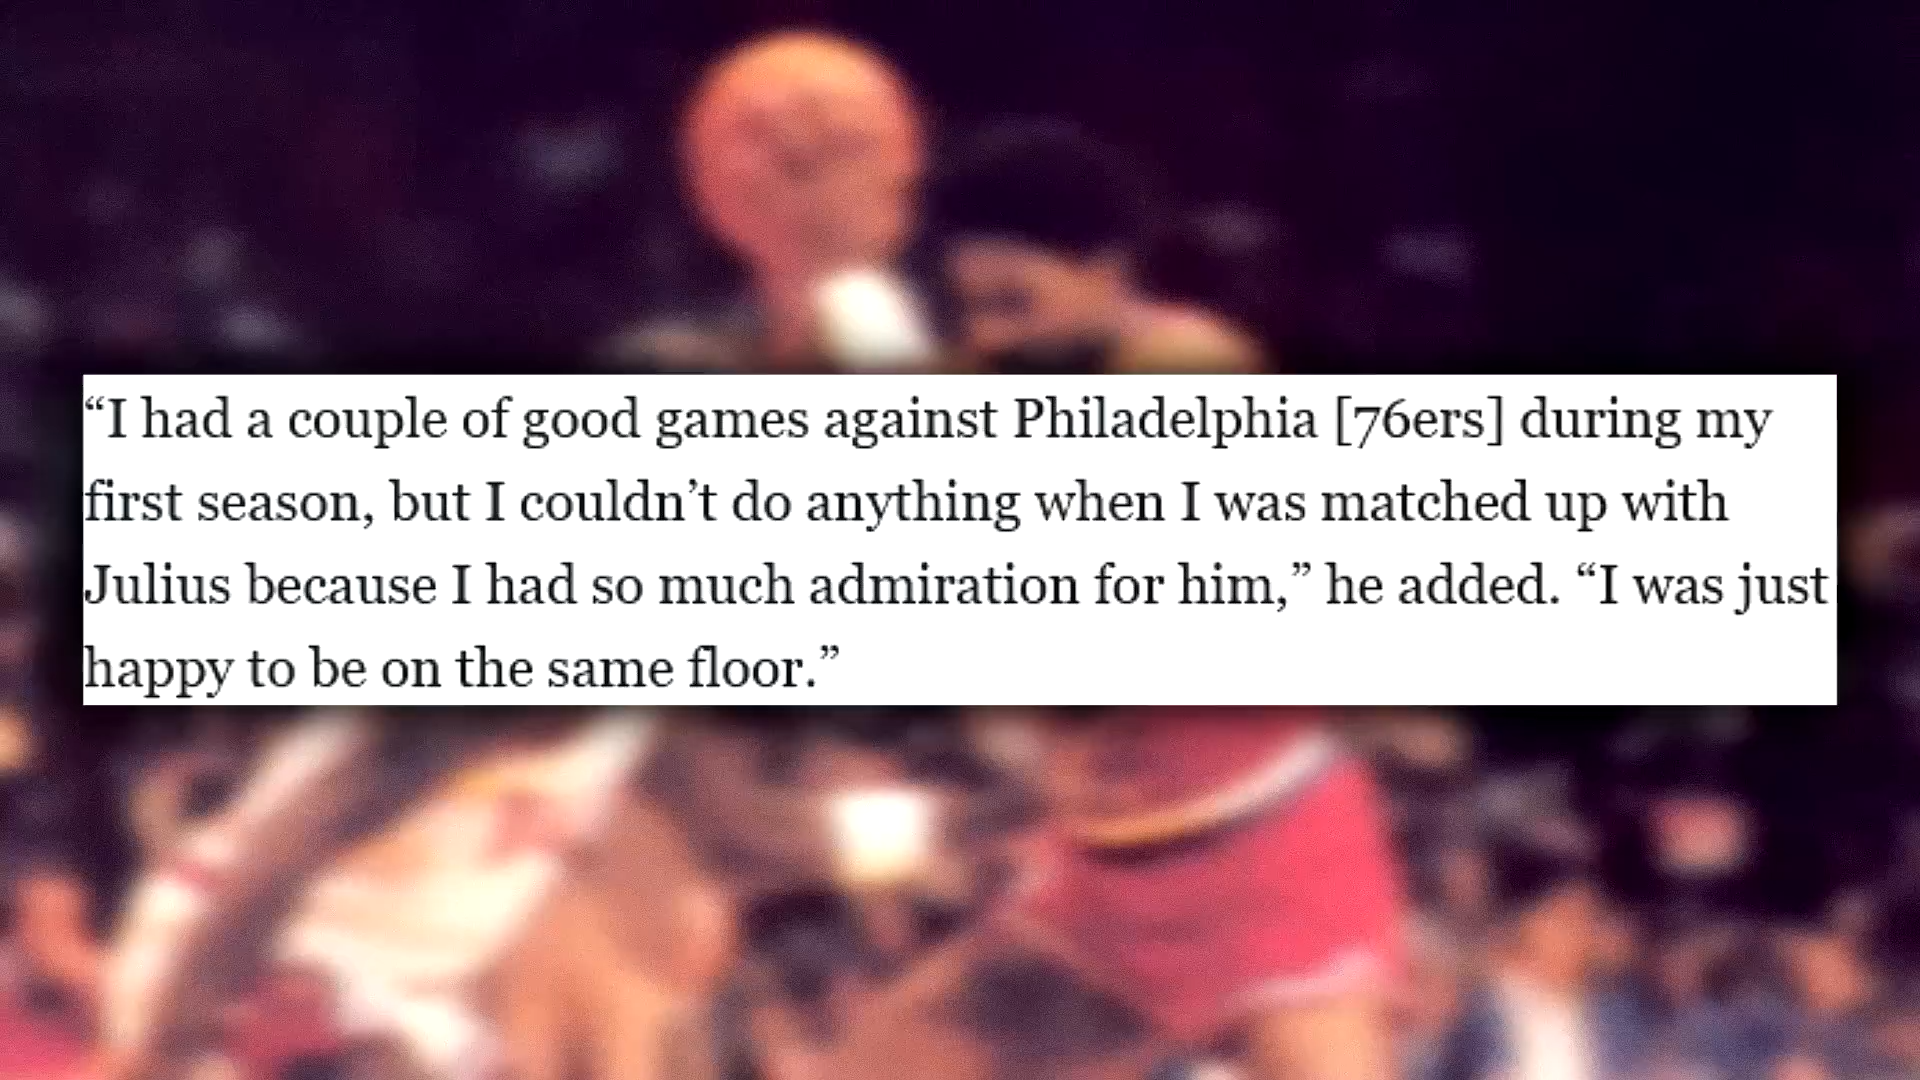 “I had a couple of good games against Philadelphia [76ers] during my
first season, but I couldn’t do anything when I was matched up with
Julius because I had so much admiration for him,” he added. “I was just
happy to be on the same floor.”